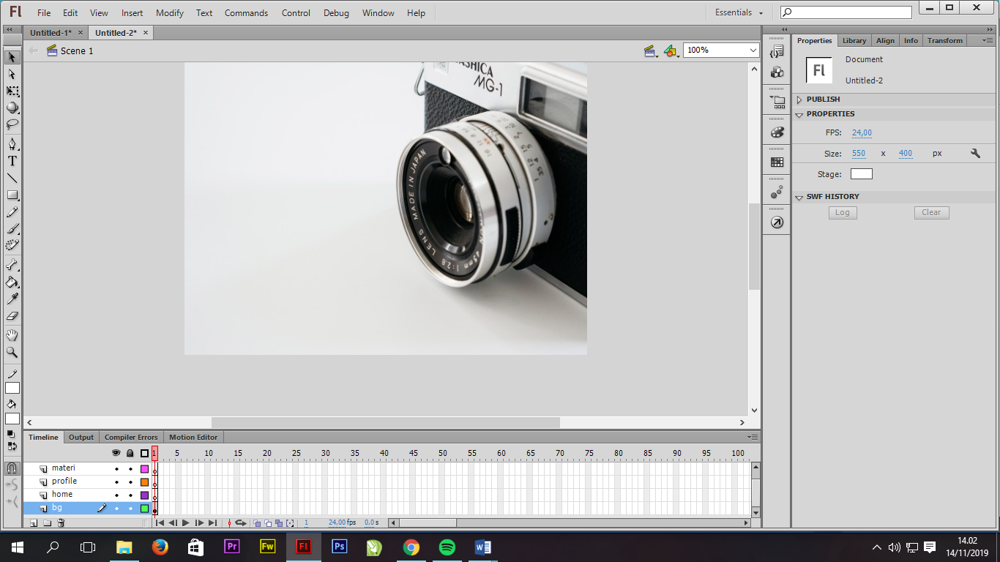 Fl File Edit View Insert Modify Text Commands Control Debug Window Help Essentials
Untitled-1* × Untitled-2* ×
Scene 1 100%
Properties Library Align Info Transform
Fl Document
Untitled-2
PUBLISH
PROPERTIES
FPS: 24,00
Size: 550 x 400 px
Stage:
SWF HISTORY
Log Clear
T
MG-1
MADE IN JAPAN
LENS
45mm 1:2.8
Timeline Output Compiler Errors Motion Editor
1 5 10 15 20 25 30 35 40 45 50 55 60 65 70 75 80 85 90 95 100
materi
profile
home
bg
1 24,00 fps 0,0 s
Pr Fw Fl Ps W
14.02
14/11/2019